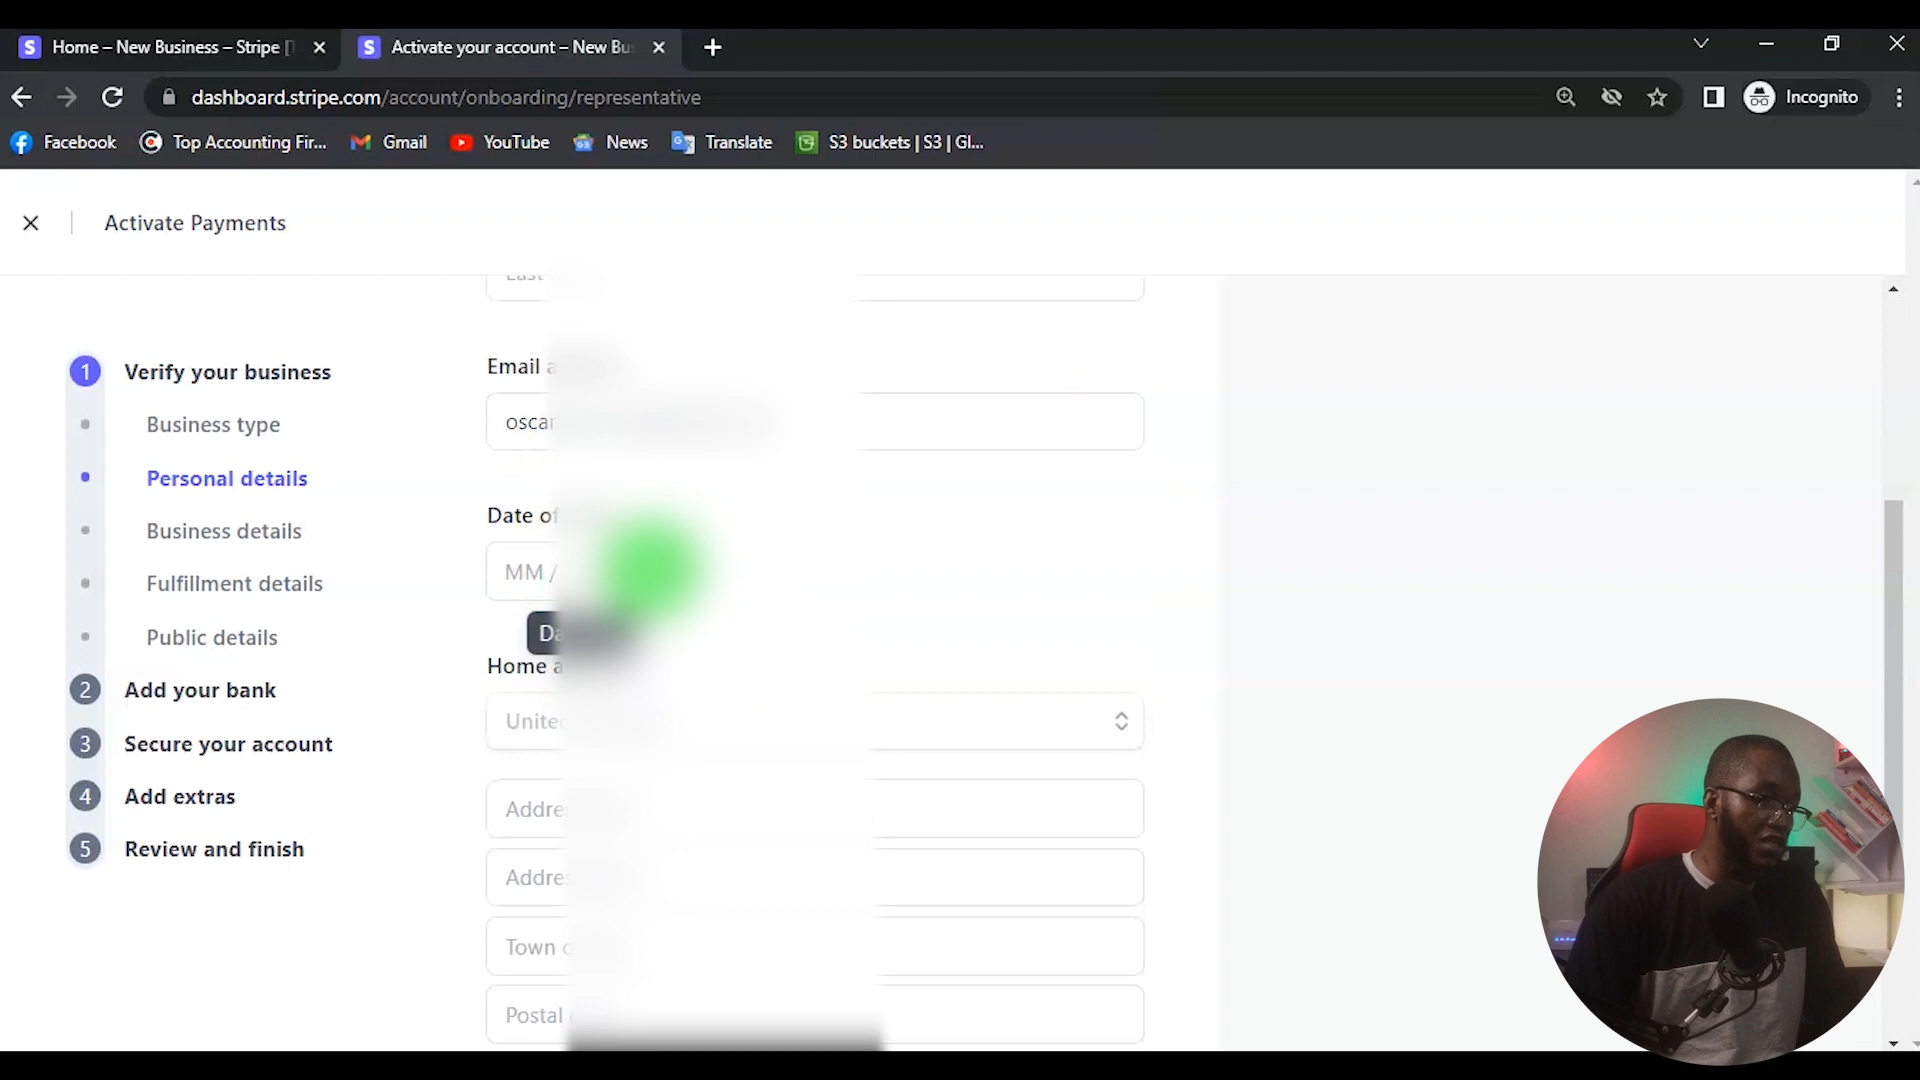 Home – New Business – Stripe [
Activate your account – New Bu
dashboard.stripe.com/account/onboarding/representative
Incognito
Facebook
Top Accounting Fir...
Gmail
YouTube
News
Translate
S3 buckets | S3 | Gl...
Activate Payments
Last
1 Verify your business
Business type
Personal details
Business details
Fulfillment details
Public details
2 Add your bank
3 Secure your account
4 Add extras
5 Review and finish
Email
oscar
Date of
MM /
Da
Home a
United
Addre
Addre
Town
Postal